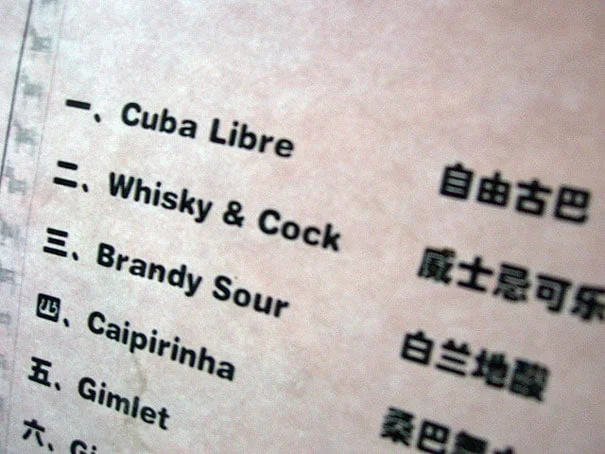 一、Cuba Libre 自由古巴
二、Whisky & Cock 威士忌可乐
三、Brandy Sour 白兰地酸
四、Caipirinha 桑巴舞
五、Gimlet
六、